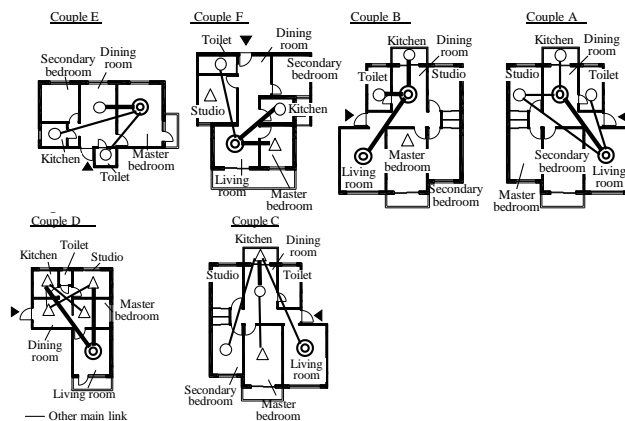 Couple E
Secondary
bedroom
Dining
room
Kitchen
Toilet
Master
bedroom
Couple F
Toilet
Dining
room
Secondary
bedroom
Studio
Kitchen
Living
room
Master
bedroom
Couple B
Kitchen
Dining
room
Toilet
Studio
Living
room
Master
bedroom
Secondary
bedroom
Couple A
Kitchen
Dining
room
Studio
Toilet
Master
bedroom
Secondary
bedroom
Living
room
Couple D
Kitchen
Toilet
Studio
Master
bedroom
Dining
room
Living room
Couple C
Kitchen
Dining
room
Studio
Toilet
Living
room
Secondary
bedroom
Master
bedroom
Other main link